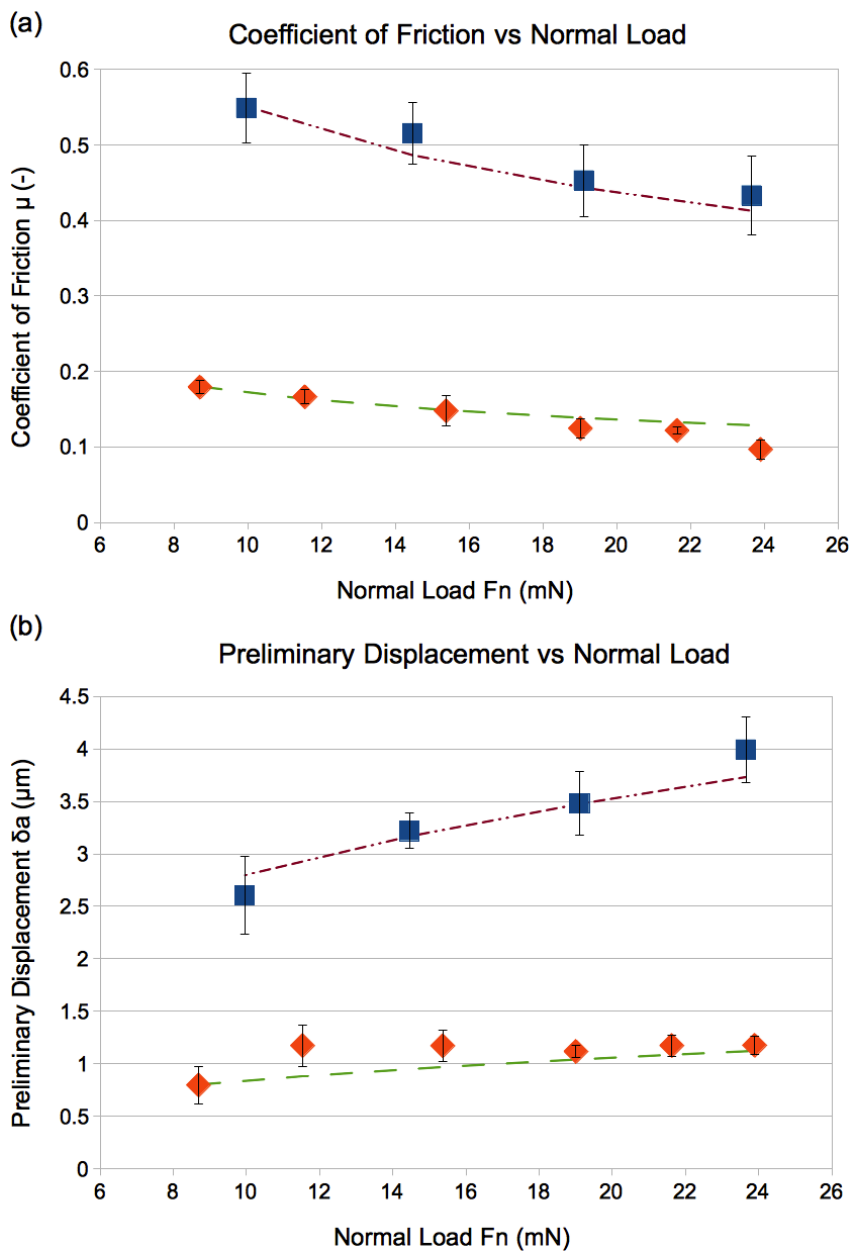 (a)
Coefficient of Friction vs Normal Load
Coefficient of Friction μ (-)
0.6
0.5
0.4
0.3
0.2
0.1
0
6 8 10 12 14 16 18 20 22 24 26
Normal Load Fn (mN)
(b)
Preliminary Displacement vs Normal Load
Preliminary Displacement δa (μm)
4.5
4
3.5
3
2.5
2
1.5
1
0.5
0
6 8 10 12 14 16 18 20 22 24 26
Normal Load Fn (mN)